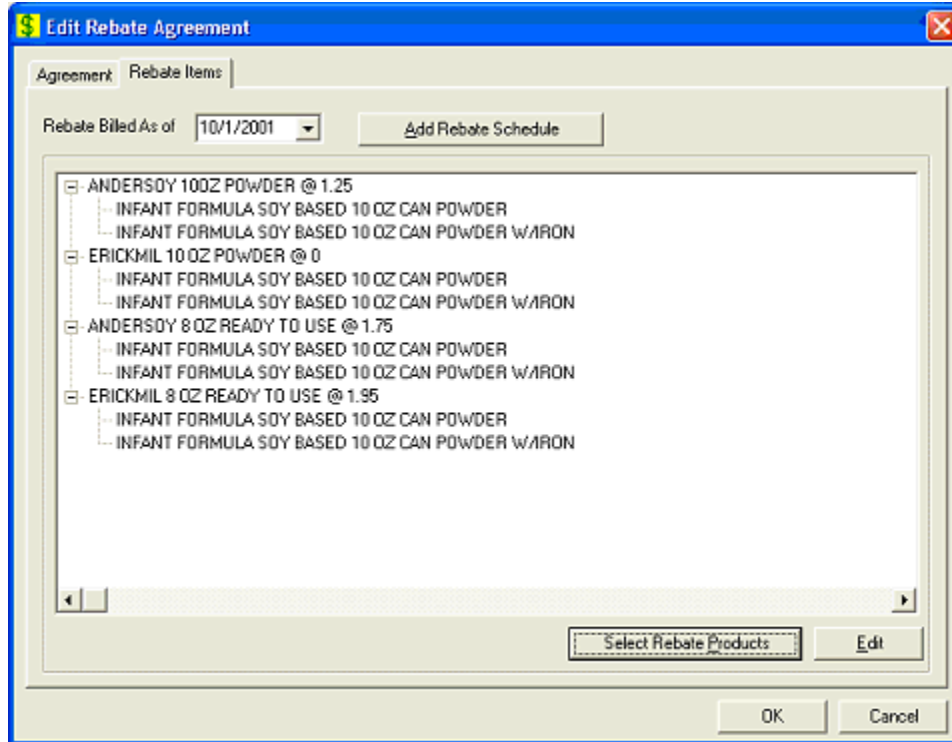 $ Edit Rebate Agreement
Agreement Rebate Items
Rebate Billed As of 10/1/2001 Add Rebate Schedule
ANDERSOY 10OZ POWDER @ 1.25
INFANT FORMULA SOY BASED 10 OZ CAN POWDER
INFANT FORMULA SOY BASED 10 OZ CAN POWDER W/IRON
ERICKMIL 10 OZ POWDER @ 0
INFANT FORMULA SOY BASED 10 OZ CAN POWDER
INFANT FORMULA SOY BASED 10 OZ CAN POWDER W/IRON
ANDERSOY 8 OZ READY TO USE @ 1.75
INFANT FORMULA SOY BASED 10 OZ CAN POWDER
INFANT FORMULA SOY BASED 10 OZ CAN POWDER W/IRON
ERICKMIL 8 OZ READY TO USE @ 1.95
INFANT FORMULA SOY BASED 10 OZ CAN POWDER
INFANT FORMULA SOY BASED 10 OZ CAN POWDER W/IRON
Select Rebate Products Edit
OK Cancel